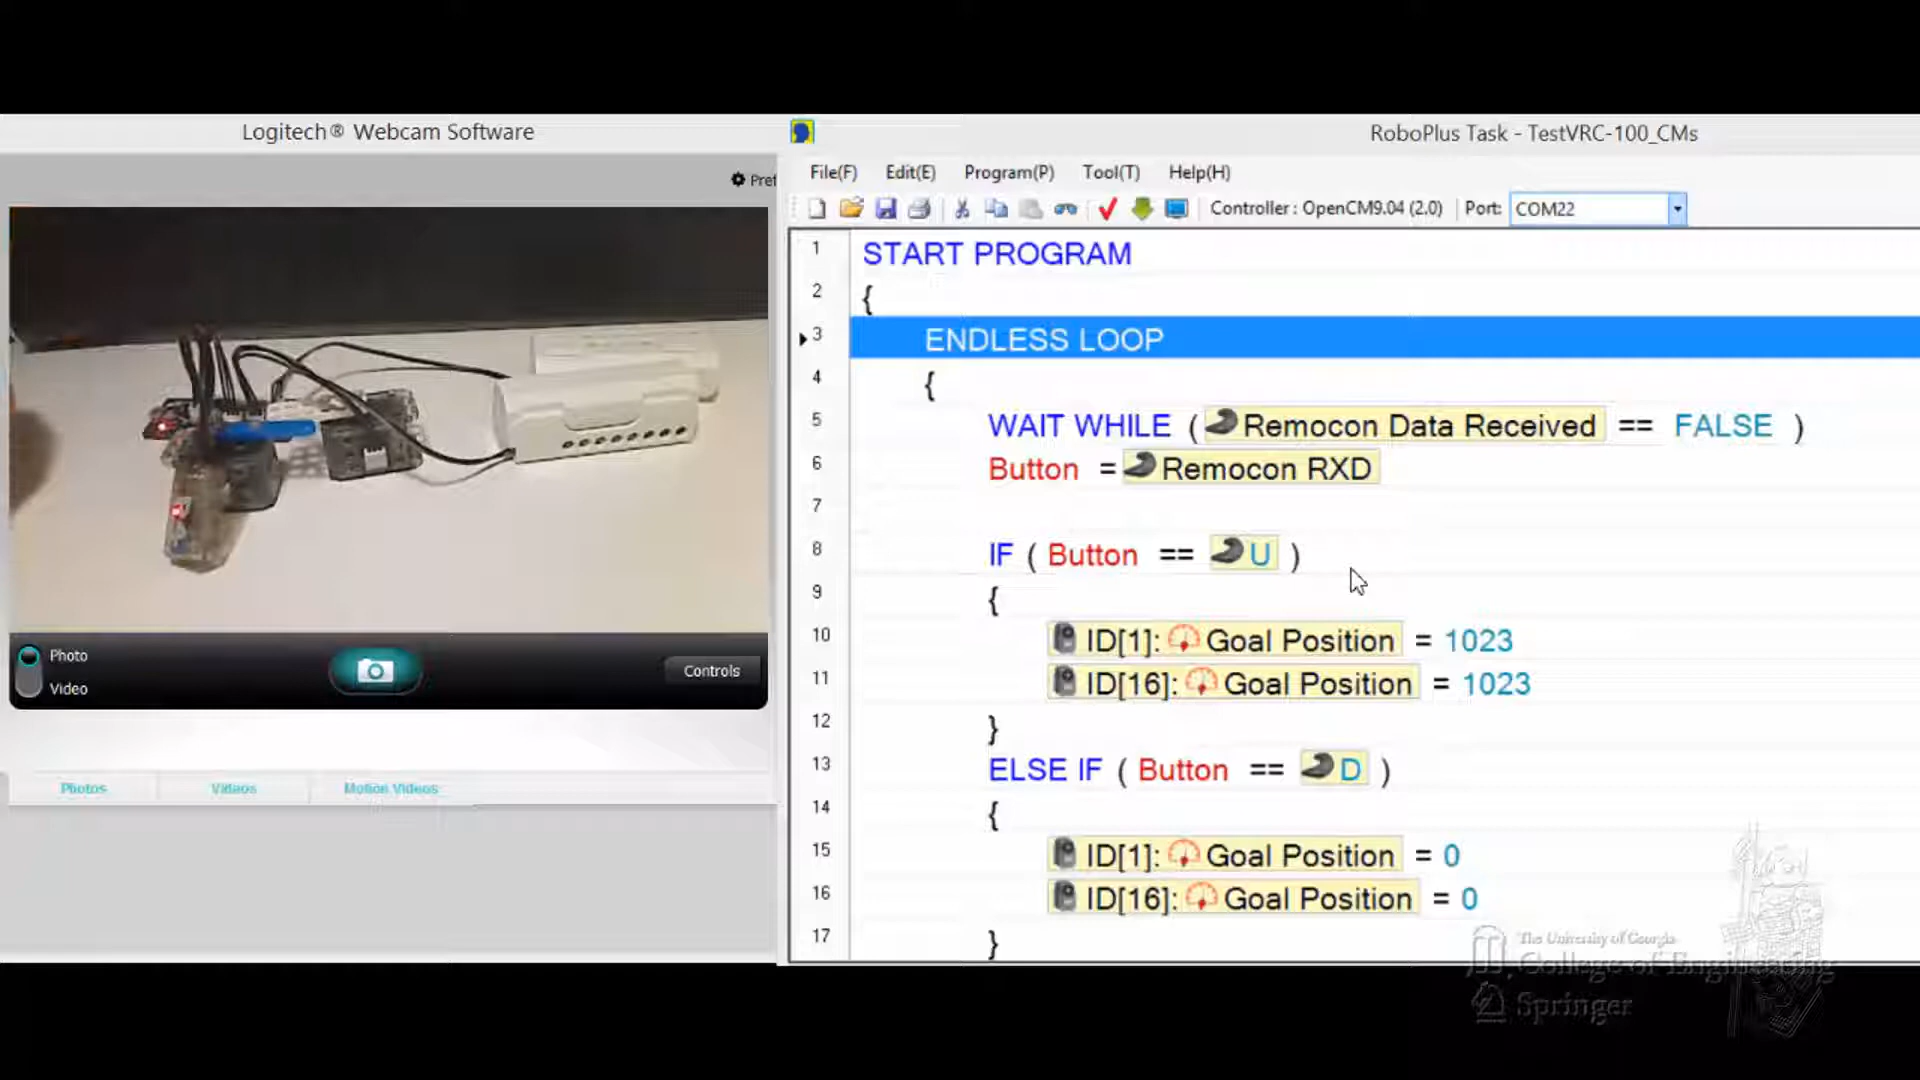 Logitech® Webcam Software
Pref
Photo
Video
Controls
Photos
Videos
Motion Videos
RoboPlus Task - TestVRC-100_CMs
File(F) Edit(E) Program(P) Tool(T) Help(H)
Controller : OpenCM9.04 (2.0) Port: COM22
1 START PROGRAM
2 {
3 ENDLESS LOOP
4 {
5 WAIT WHILE ( Remocon Data Received == FALSE )
6 Button = Remocon RXD
7
8 IF ( Button == U )
9 {
10 ID[1]: Goal Position = 1023
11 ID[16]: Goal Position = 1023
12 }
13 ELSE IF ( Button == D )
14 {
15 ID[1]: Goal Position = 0
16 ID[16]: Goal Position = 0
17 }
The University of Georgia
College of Engineering
Springer